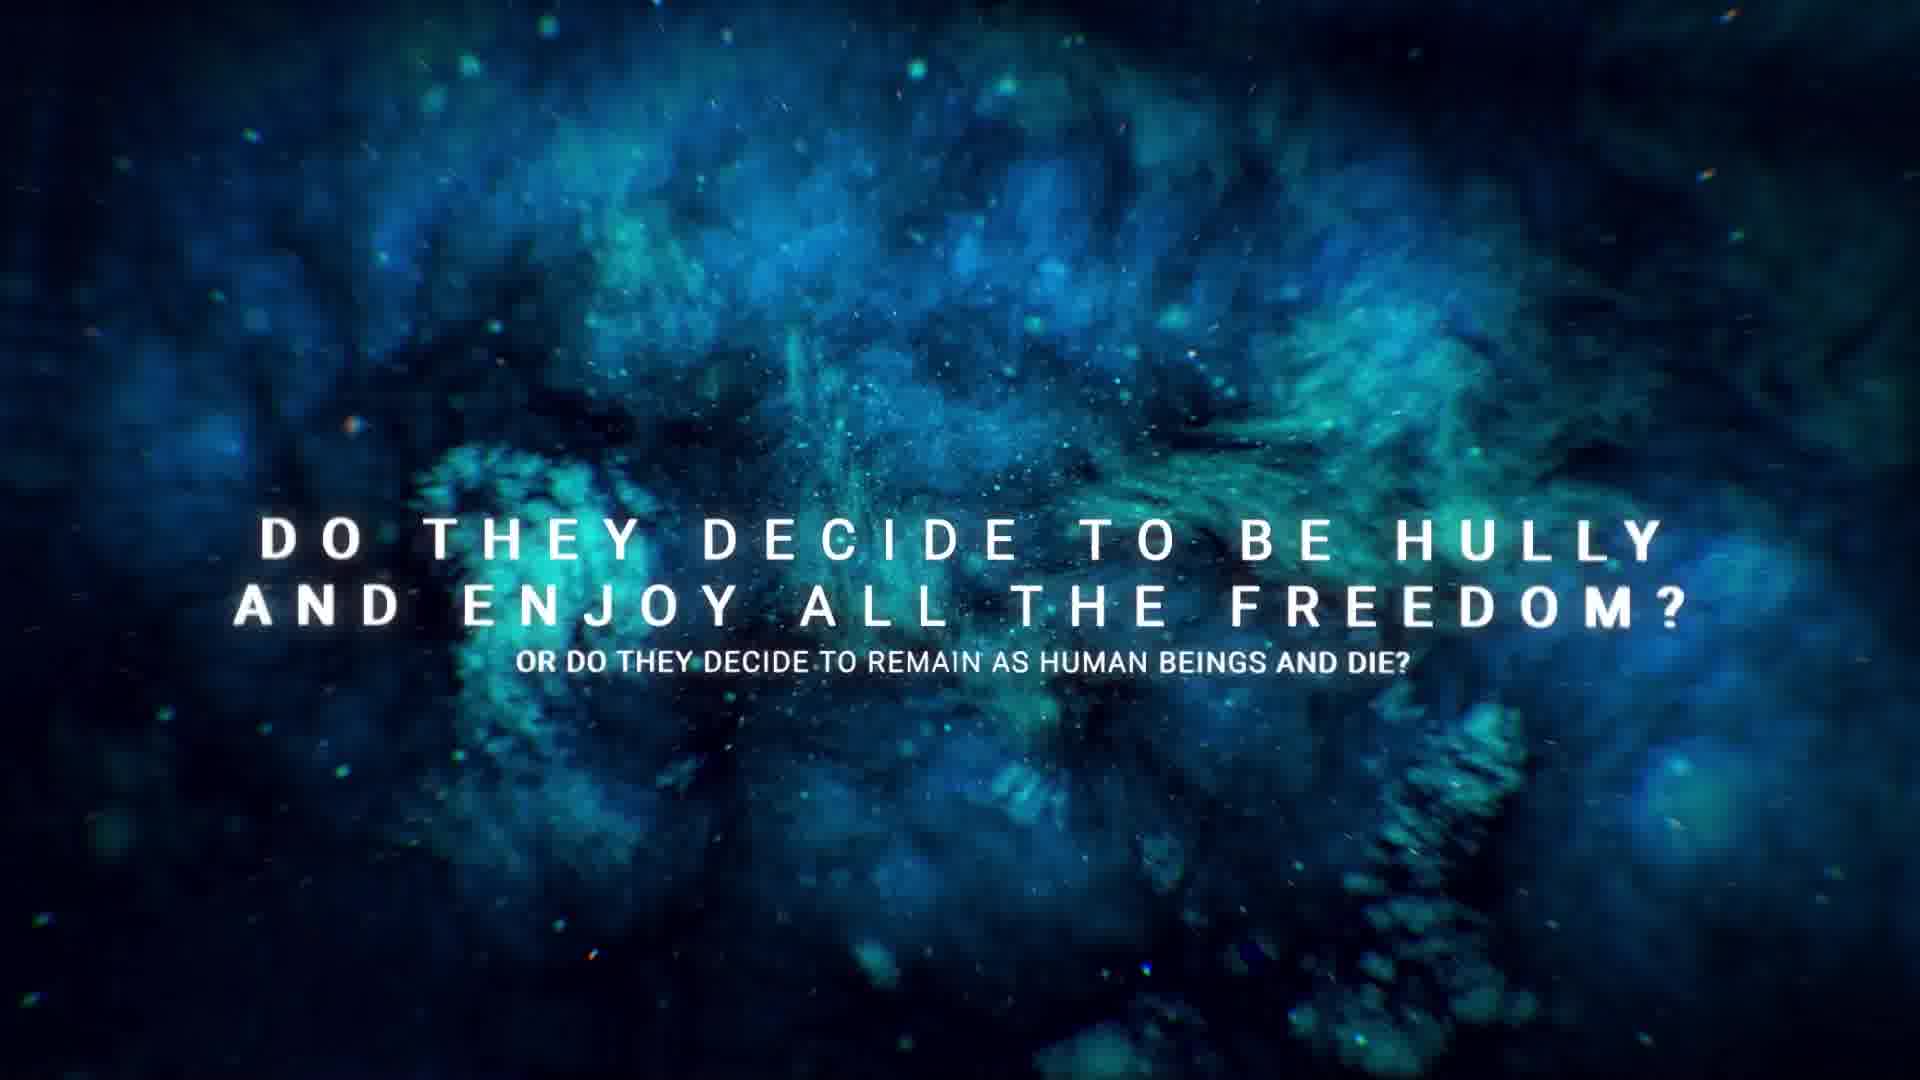 DO THEY DECIDE TO BE HULLY
AND ENJOY ALL THE FREEDOM?
OR DO THEY DECIDE TO REMAIN AS HUMAN BEINGS AND DIE?